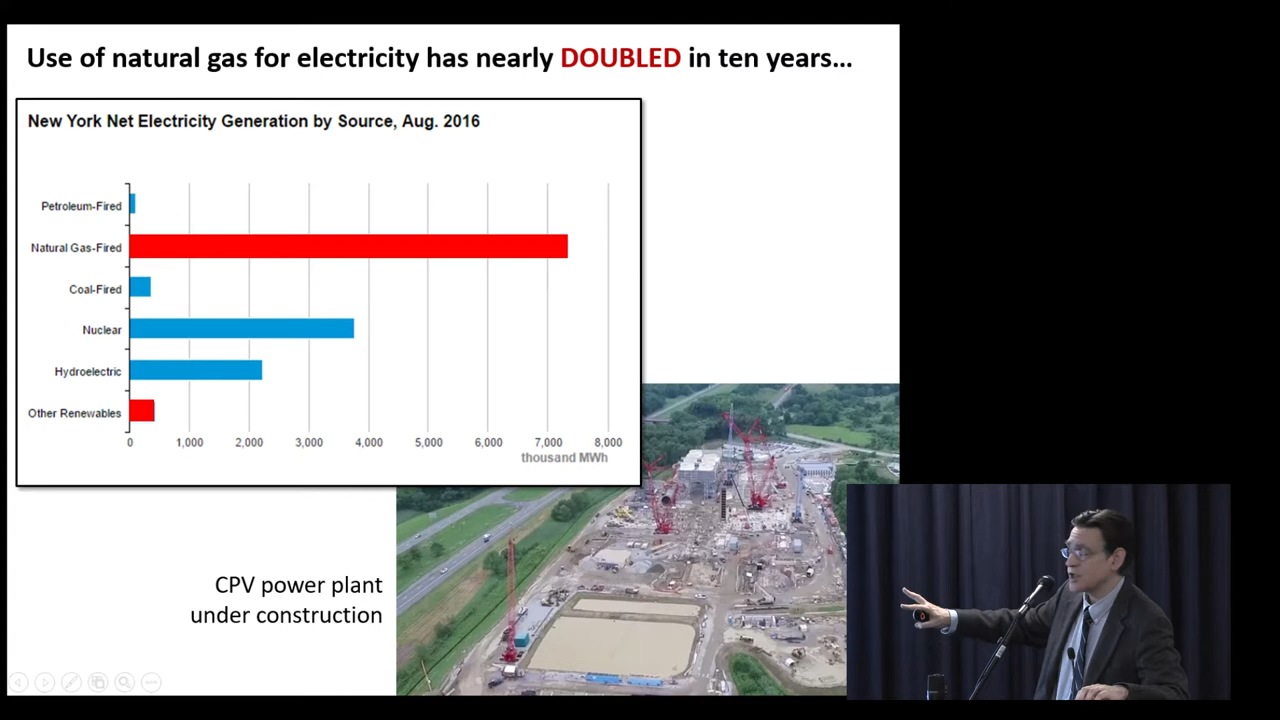 Use of natural gas for electricity has nearly DOUBLED in ten years...
New York Net Electricity Generation by Source, Aug. 2016
Petroleum-Fired
Natural Gas-Fired
Coal-Fired
Nuclear
Hydroelectric
Other Renewables
0 1,000 2,000 3,000 4,000 5,000 6,000 7,000 8,000
thousand MWh
CPV power plant
under construction